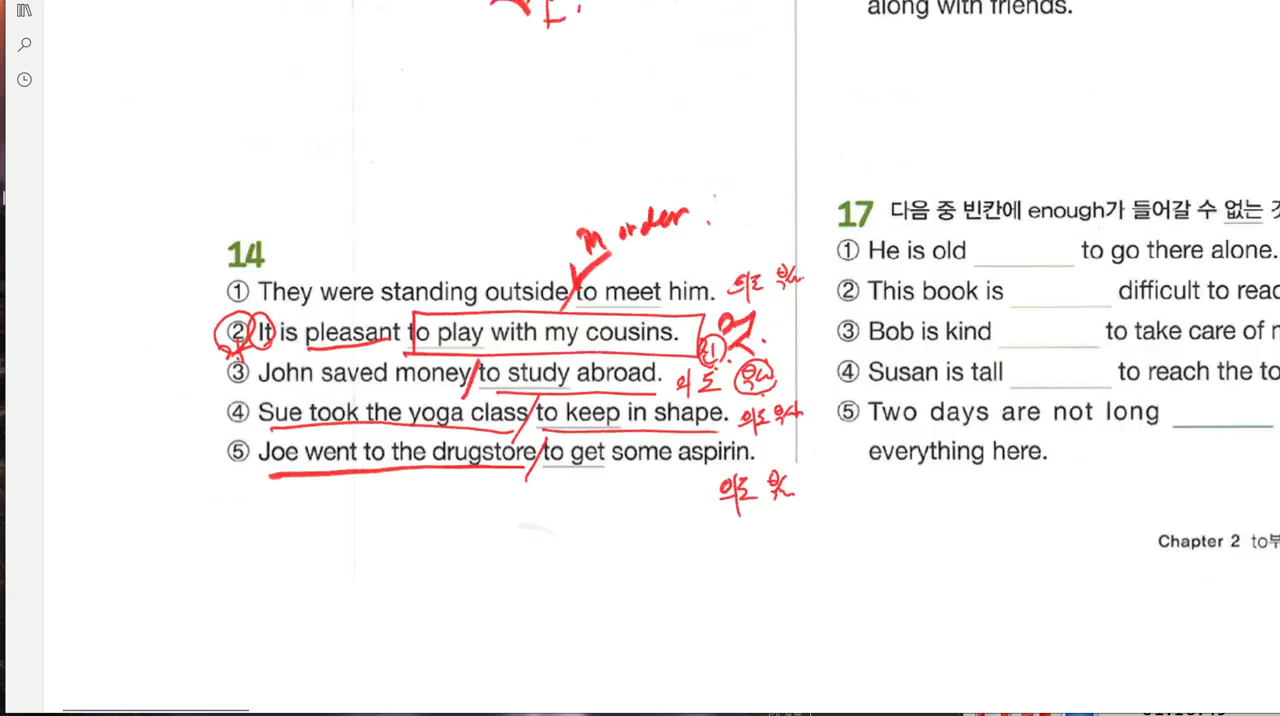 along with friends.
in order.
14
① They were standing outside to meet him. 의도 목적
② It is pleasant to play with my cousins.
③ John saved money to study abroad. 의도 목적
④ Sue took the yoga class to keep in shape. 의도 목적
⑤ Joe went to the drugstore to get some aspirin.
의도 목적
17 다음 중 빈칸에 enough가 들어갈 수 없는
① He is old ________ to go there alone.
② This book is ________ difficult to read
③ Bob is kind ________ to take care of
④ Susan is tall ________ to reach the
⑤ Two days are not long ________
everything here.
Chapter 2 to부